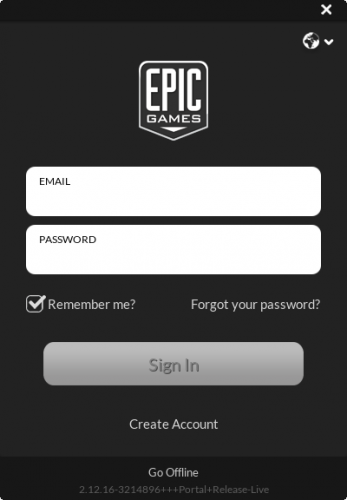 EPIC
GAMES
EMAIL
PASSWORD
Remember me?
Forgot your password?
Sign In
Create Account
Go Offline
2.12.16-3214896+++Portal+Release-Live